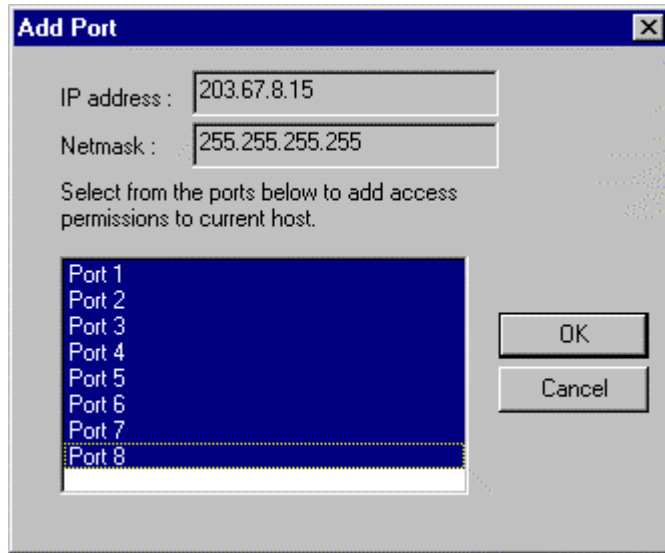 Add Port
IP address : 203.67.8.15
Netmask : 255.255.255.255
Select from the ports below to add access
permissions to current host.
Port 1
Port 2
Port 3
Port 4
Port 5
Port 6
Port 7
Port 8
OK
Cancel